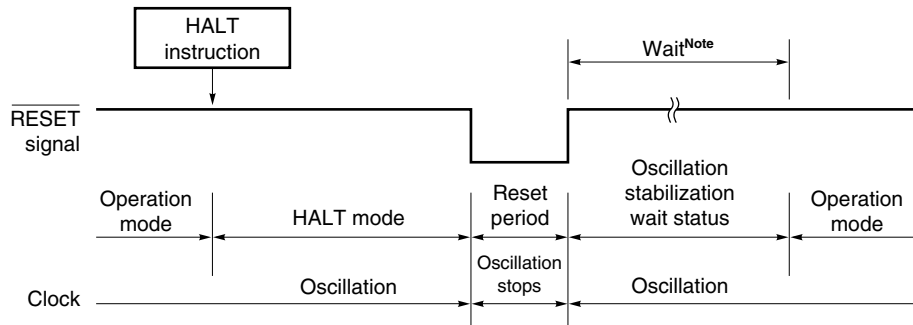 HALT
instruction
Wait Note
RESET
signal
Operation
mode
HALT mode
Reset
period
Oscillation
stabilization
wait status
Operation
mode
Clock
Oscillation
Oscillation
stops
Oscillation